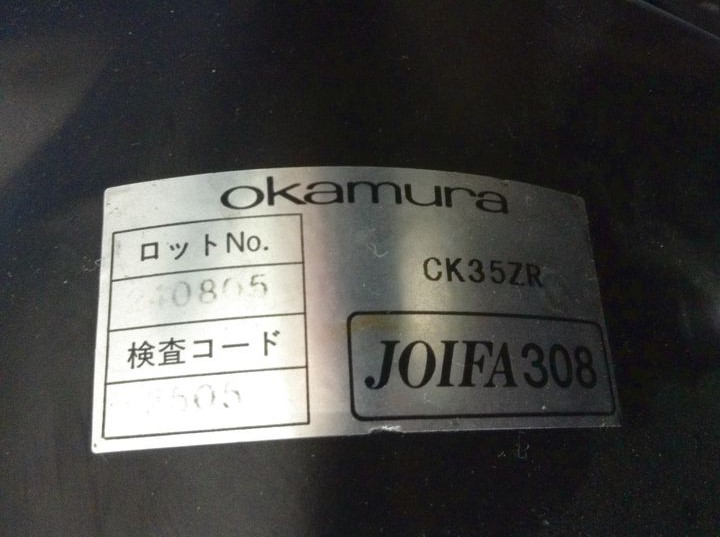 okamura
ロットNo.
検査コード
CK35ZR
JOIFA308